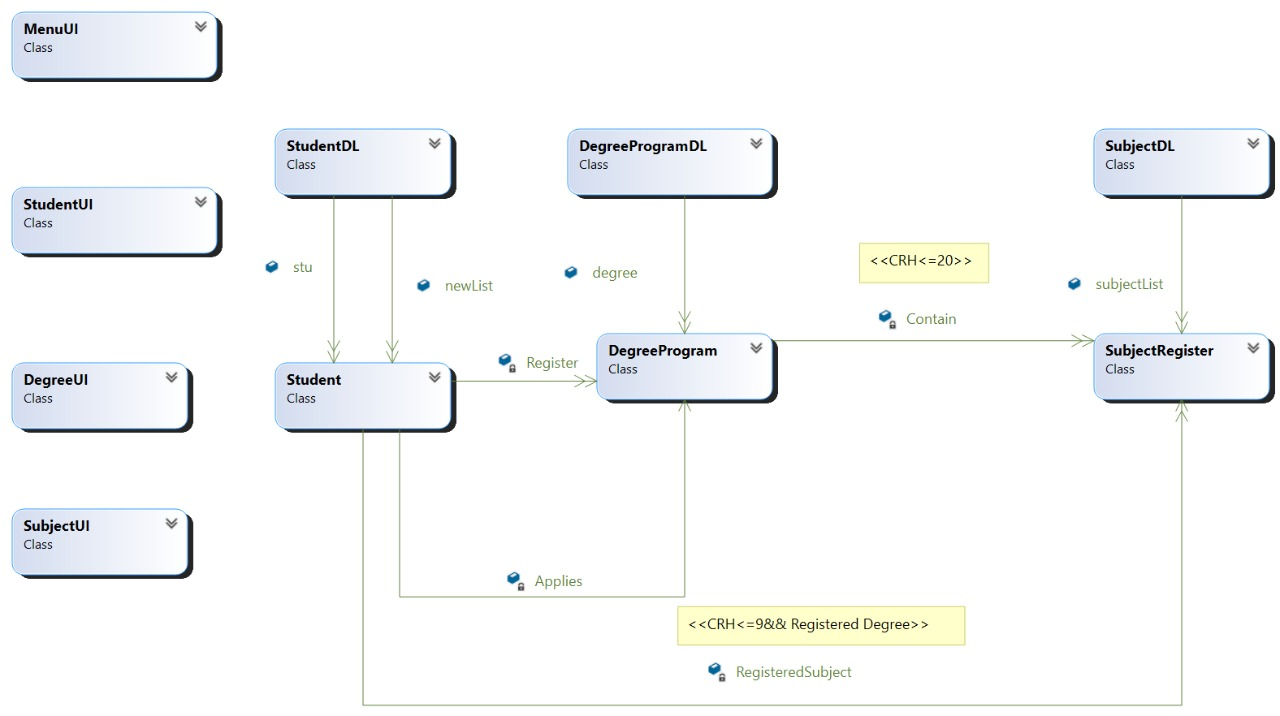 MenuUI
Class
StudentDL
Class
DegreeProgramDL
Class
SubjectDL
Class
StudentUI
Class
stu
newList
degree
<<CRH<=20>>
subjectList
Contain
DegreeUI
Class
Student
Class
Register
DegreeProgram
Class
SubjectRegister
Class
SubjectUI
Class
Applies
<<CRH<=9&& Registered Degree>>
RegisteredSubject